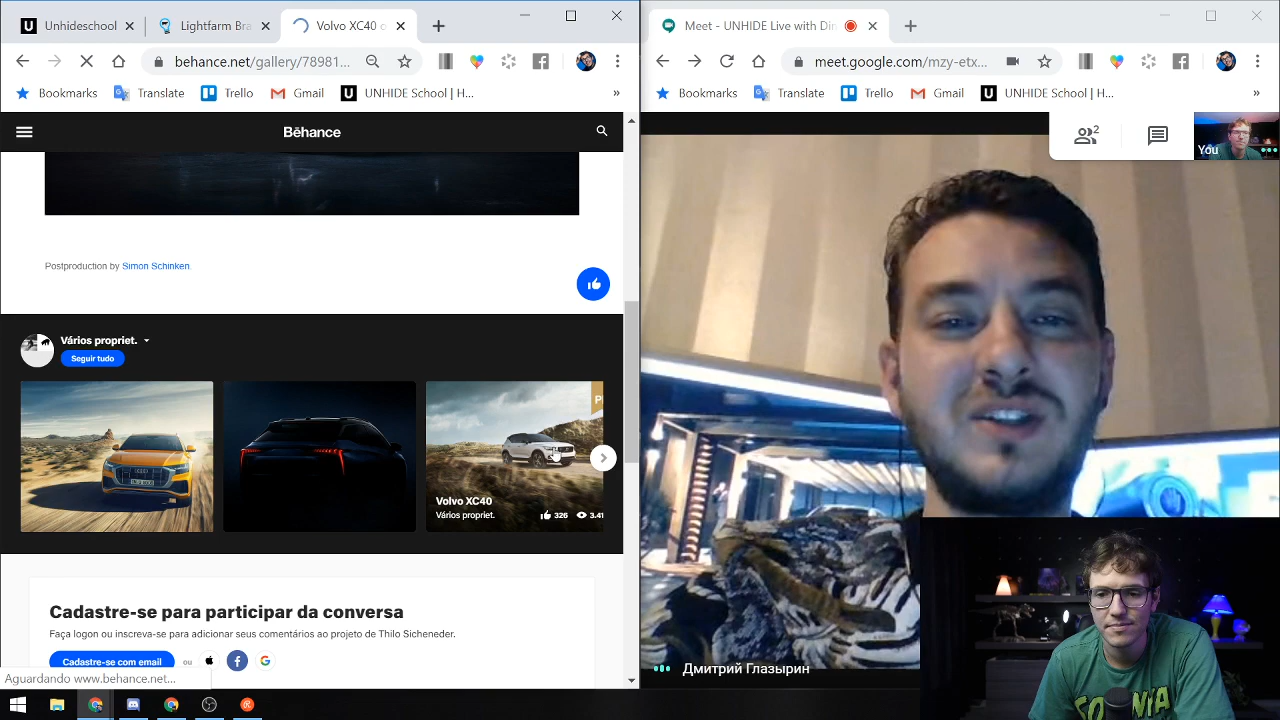 Unhideschool
Lightfarm Bra
Volvo XC40 o
behance.net/gallery/78981...
Bookmarks
Translate
Trello
Gmail
UNHIDE School | H...
»
Bēhance
Postproduction by Simon Schinken.
Vários propriet.
Seguir tudo
P
Volvo XC40
Vários propriet.
326
3.41
Cadastre-se para participar da conversa
Faça logon ou inscreva-se para adicionar seus comentários ao projeto de Thilo Sicheneder.
Cadastre-se com email
ou
Aguardando www.behance.net...
Meet - UNHIDE Live with Din
meet.google.com/mzy-etx...
Bookmarks
Translate
Trello
Gmail
UNHIDE School | H...
»
2
You
Дмитрий Глазырин